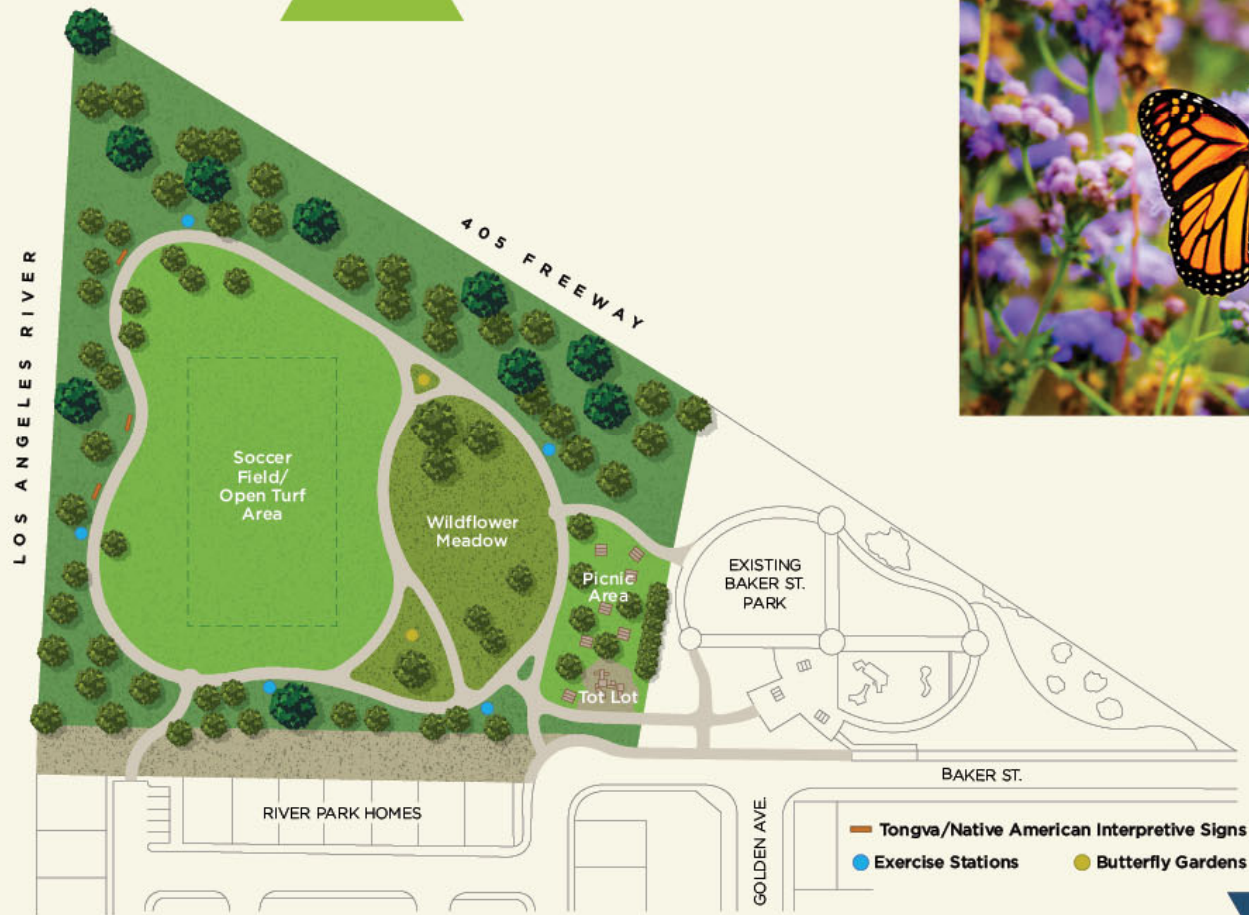 405 FREEWAY
LOS ANGELES RIVER
Soccer
Field/
Open Turf
Area
Wildflower
Meadow
Picnic
Area
Tot Lot
EXISTING
BAKER ST.
PARK
RIVER PARK HOMES
BAKER ST.
GOLDEN AVE.
Tongva/Native American Interpretive Signs
Exercise Stations
Butterfly Gardens